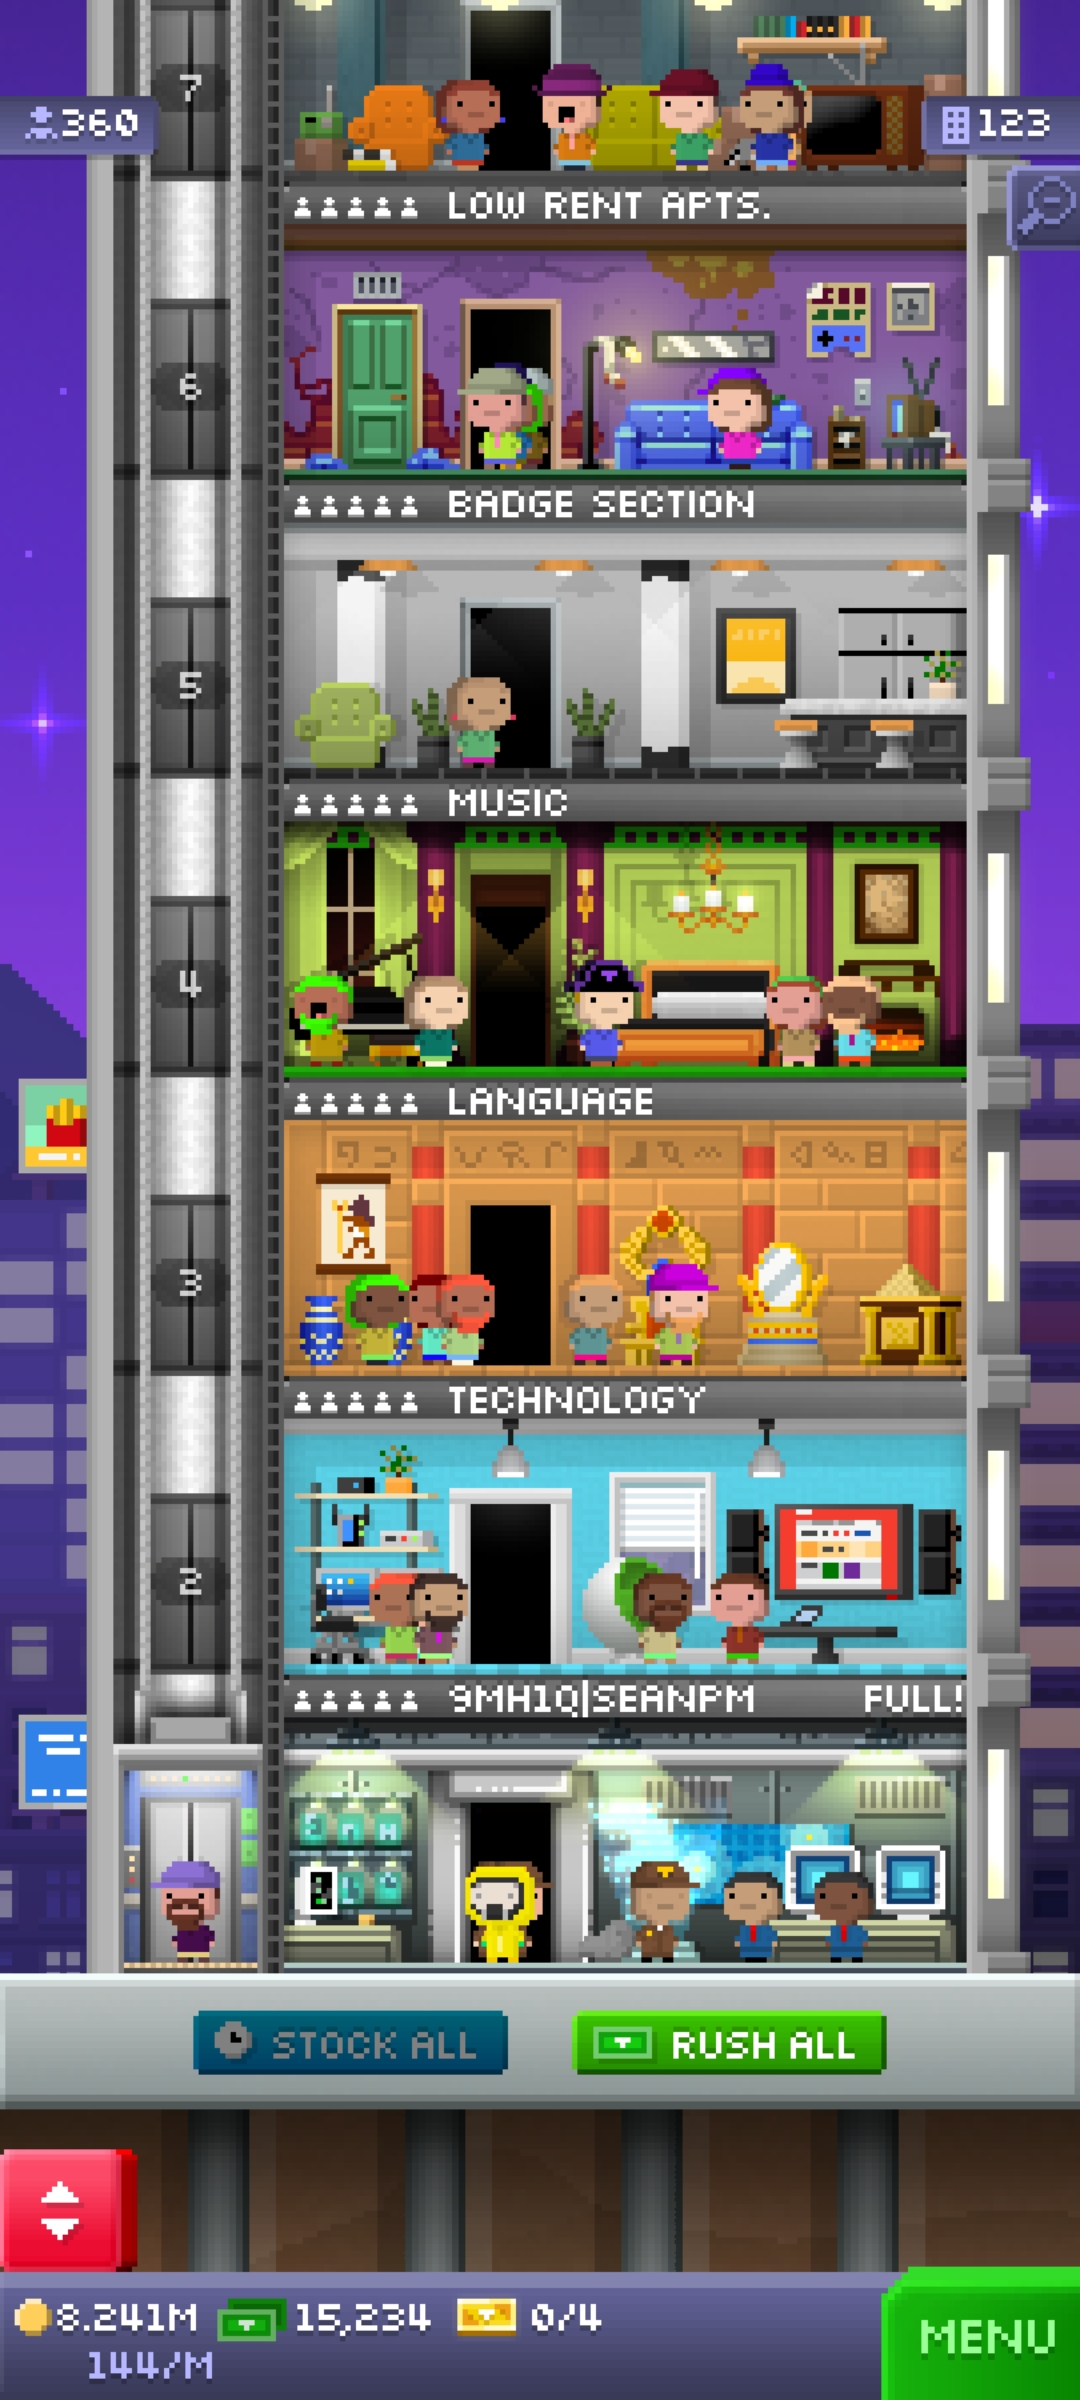 7
360
123
LOW RENT APTS.
6
BADGE SECTION
5
MUSIC
4
LANGUAGE
3
TECHNOLOGY
2
9MH1Q|SEANPM FULL!
STOCK ALL
RUSH ALL
8.241M 15,234 0/4
144/M
MENU